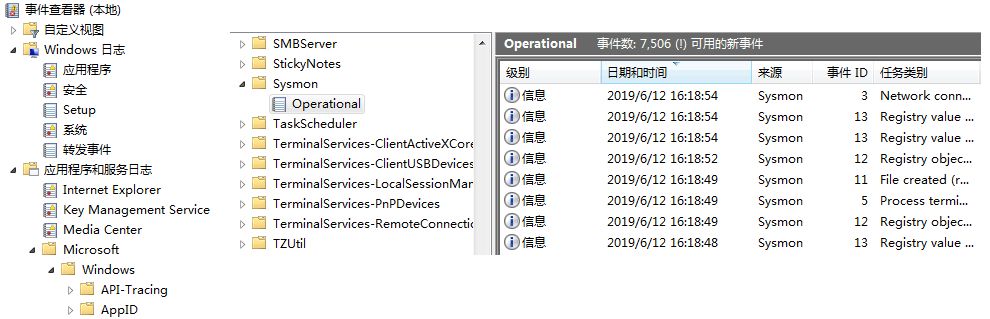 事件查看器 (本地)
自定义视图
Windows 日志
应用程序
安全
Setup
系统
转发事件
应用程序和服务日志
Internet Explorer
Key Management Service
Media Center
Microsoft
Windows
API-Tracing
AppID
SMBServer
StickyNotes
Sysmon
Operational
TaskScheduler
TerminalServices-ClientActiveXCore
TerminalServices-ClientUSBDevices
TerminalServices-LocalSessionMan
TerminalServices-PnPDevices
TerminalServices-RemoteConnectio
TZUtil
Operational 事件数: 7,506 (!) 可用的新事件
级别 日期和时间 来源 事件 ID 任务类别
信息 2019/6/12 16:18:54 Sysmon 3 Network conn...
信息 2019/6/12 16:18:54 Sysmon 13 Registry value ...
信息 2019/6/12 16:18:54 Sysmon 13 Registry value ...
信息 2019/6/12 16:18:52 Sysmon 12 Registry objec...
信息 2019/6/12 16:18:49 Sysmon 11 File created (r...
信息 2019/6/12 16:18:49 Sysmon 5 Process termi...
信息 2019/6/12 16:18:49 Sysmon 12 Registry objec...
信息 2019/6/12 16:18:48 Sysmon 13 Registry value ...